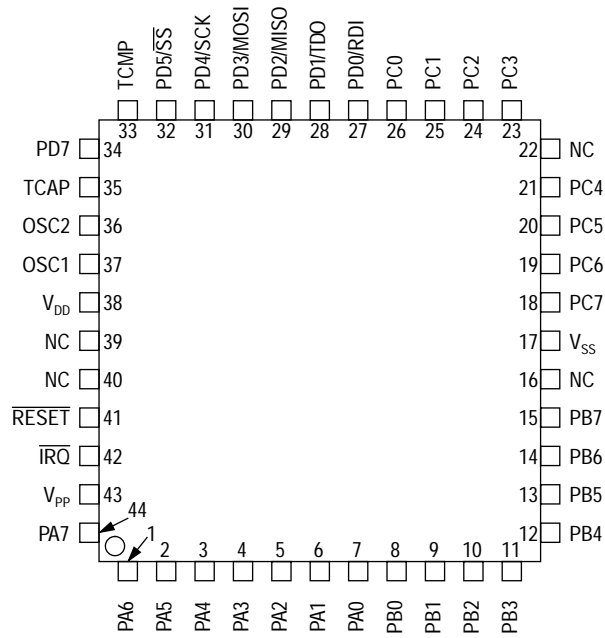 TCMP
PD5/S̅S̅
PD4/SCK
PD3/MOSI
PD2/MISO
PD1/TDO
PD0/RDI
PC0
PC1
PC2
PC3
33 32 31 30 29 28 27 26 25 24 23
PD7 34
TCAP 35
OSC2 36
OSC1 37
VDD 38
NC 39
NC 40
R̅E̅S̅E̅T̅ 41
I̅R̅Q̅ 42
VPP 43
PA7 44
22 NC
21 PC4
20 PC5
19 PC6
18 PC7
17 VSS
16 NC
15 PB7
14 PB6
13 PB5
12 PB4
1 2 3 4 5 6 7 8 9 10 11
PA6
PA5
PA4
PA3
PA2
PA1
PA0
PB0
PB1
PB2
PB3